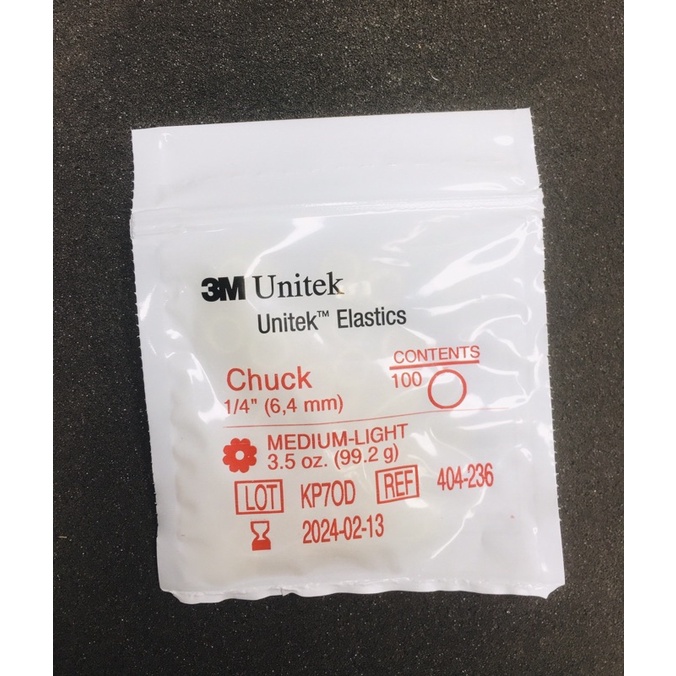 3M Unitek
Unitek™ Elastics
Chuck
1/4" (6,4 mm)
CONTENTS
100
MEDIUM-LIGHT
3.5 oz. (99.2 g)
LOT KP7OD REF 404-236
2024-02-13